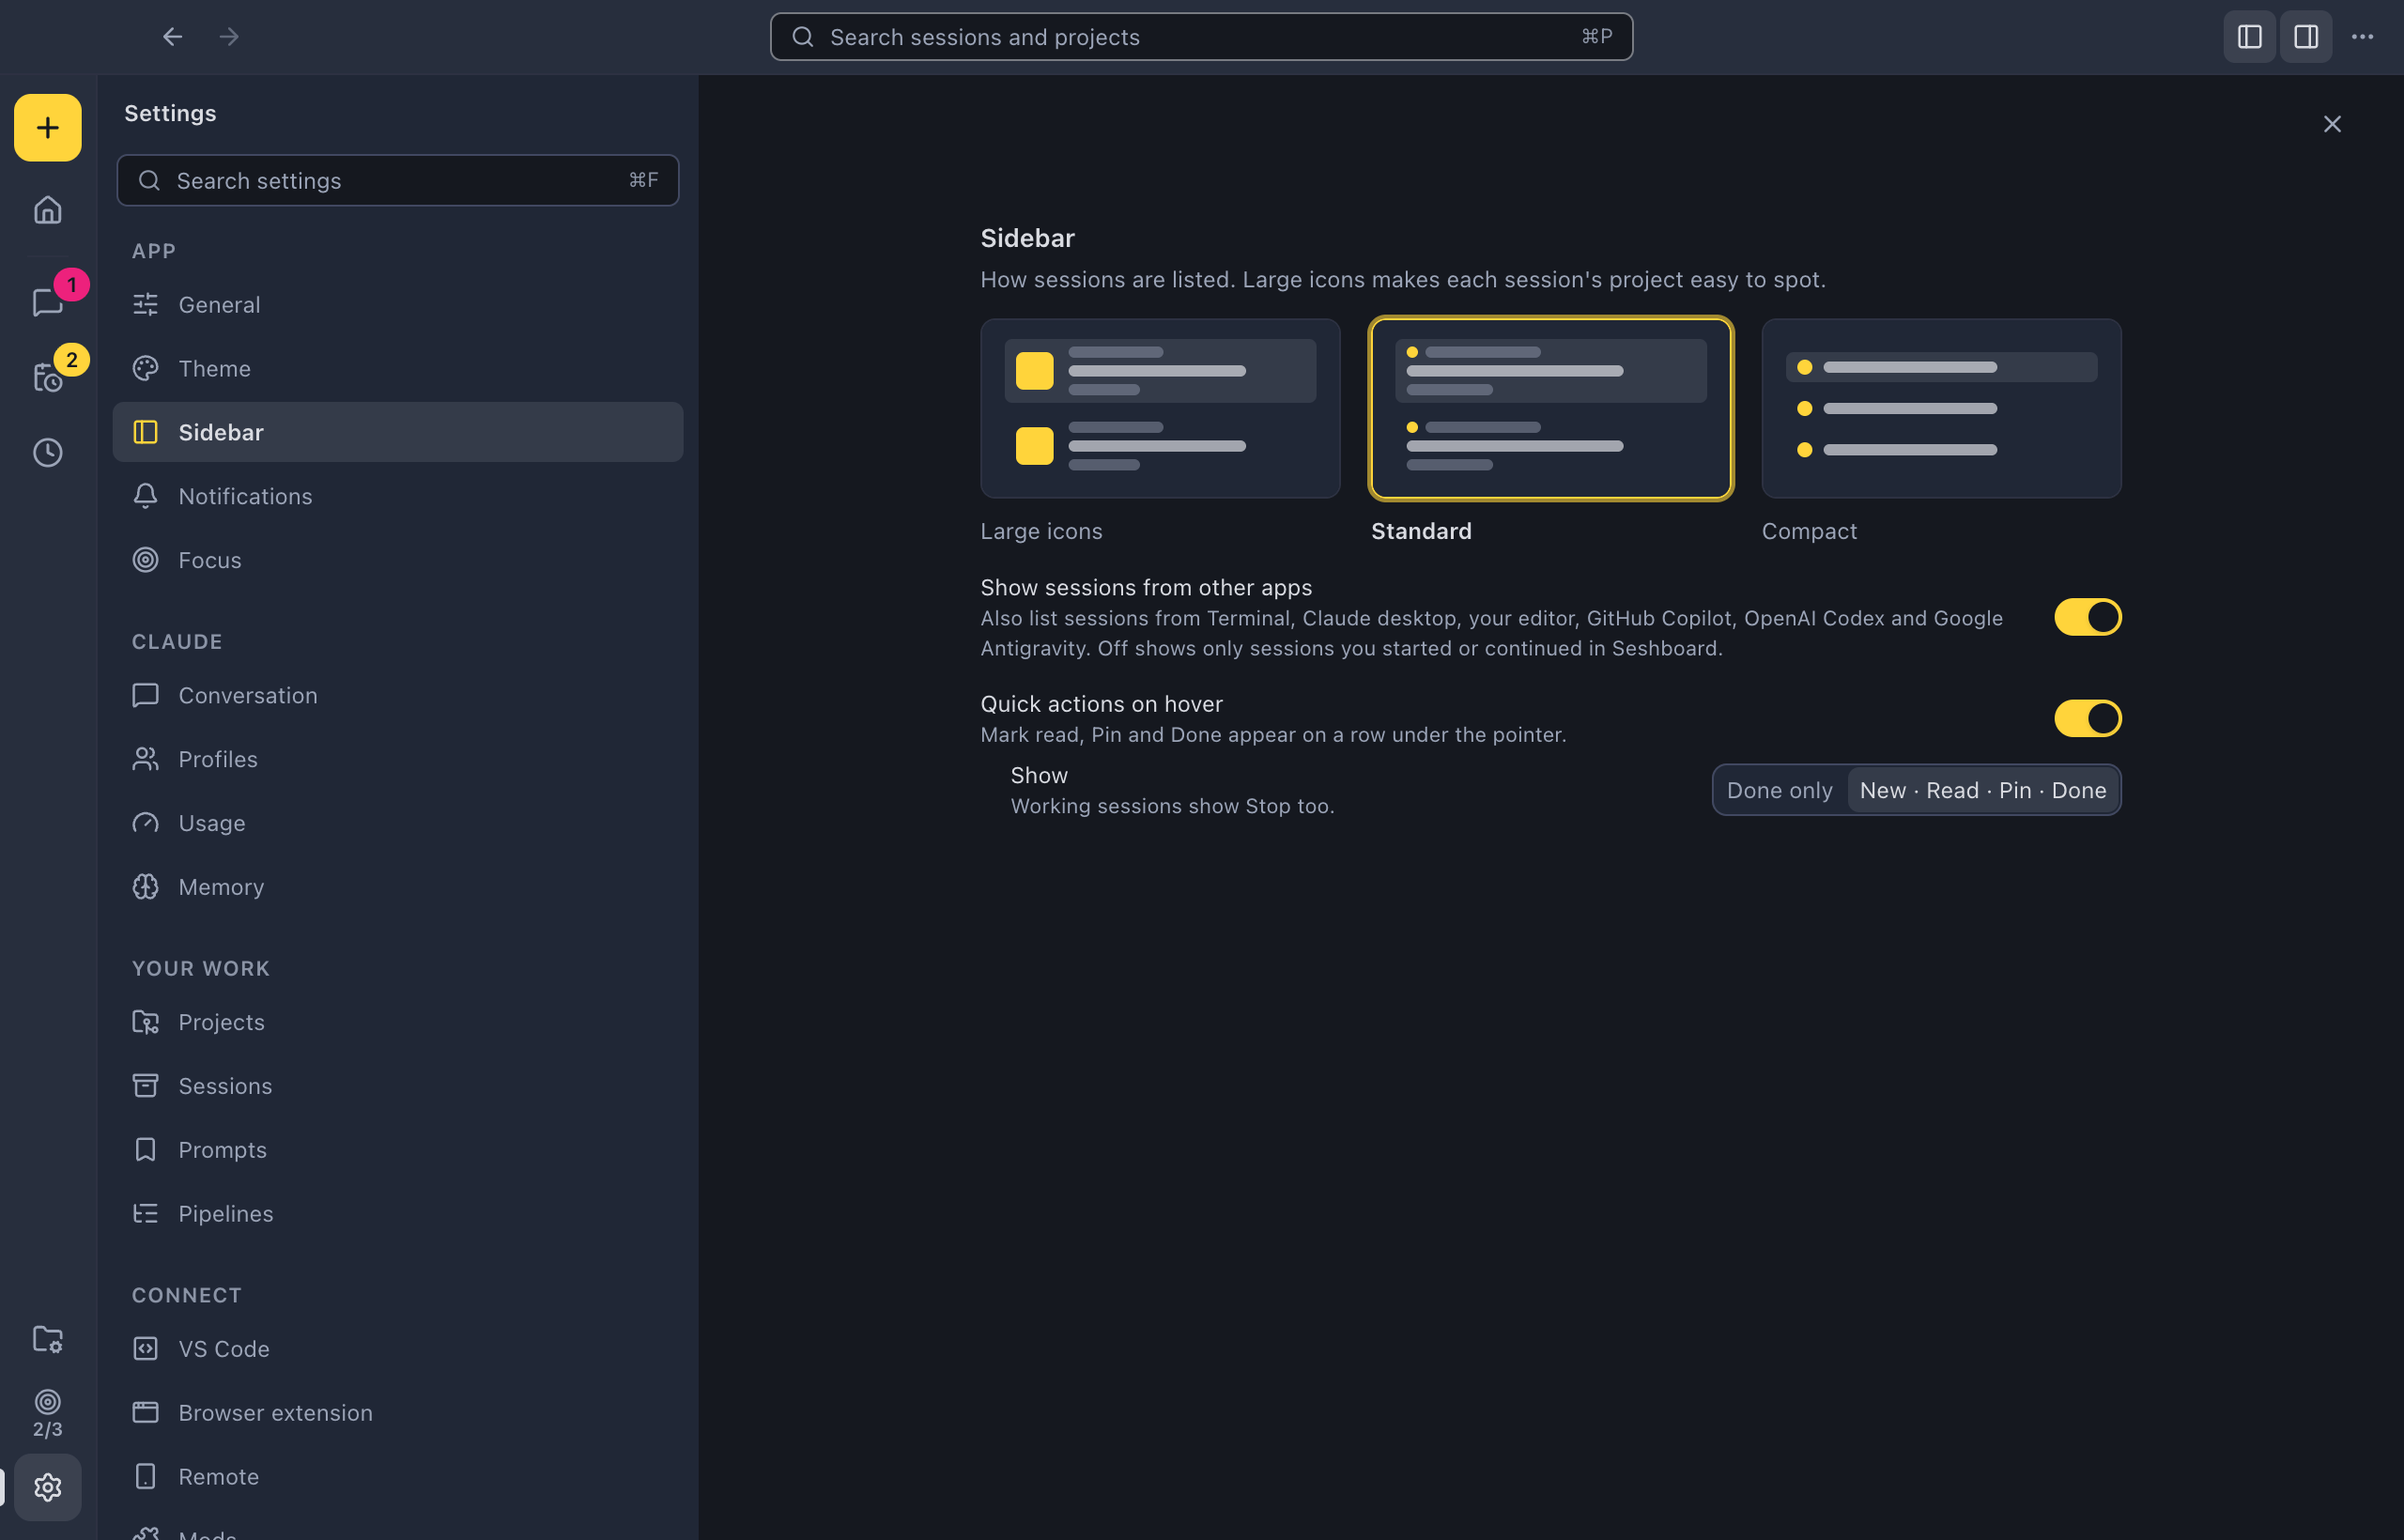 Search sessions and projects ⌘P
Settings
Search settings ⌘F
APP
General
Theme
Sidebar
Notifications
Focus
CLAUDE
Conversation
Profiles
Usage
Memory
YOUR WORK
Projects
Sessions
Prompts
Pipelines
CONNECT
VS Code
Browser extension
Remote
Mods
1
2
2/3
Sidebar
How sessions are listed. Large icons makes each session's project easy to spot.
Large icons
Standard
Compact
Show sessions from other apps
Also list sessions from Terminal, Claude desktop, your editor, GitHub Copilot, OpenAI Codex and Google
Antigravity. Off shows only sessions you started or continued in Seshboard.
Quick actions on hover
Mark read, Pin and Done appear on a row under the pointer.
Show
Working sessions show Stop too.
Done only
New · Read · Pin · Done